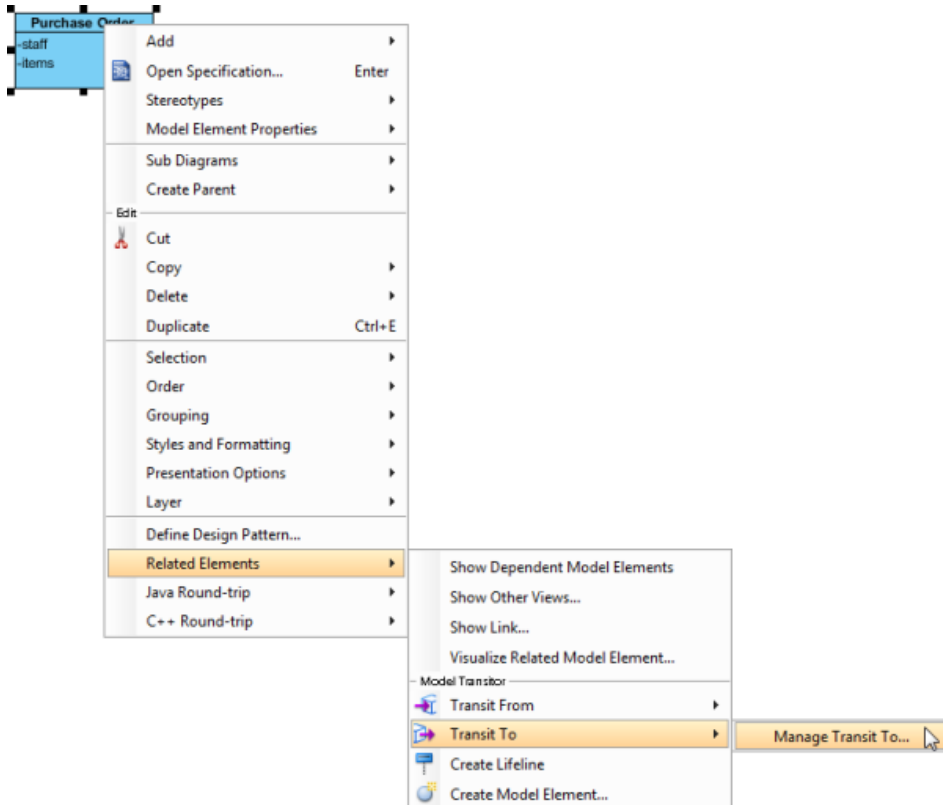 Purchase Order
-staff
-items
Add
Open Specification... Enter
Stereotypes
Model Element Properties
Sub Diagrams
Create Parent
Edit
Cut
Copy
Delete
Duplicate Ctrl+E
Selection
Order
Grouping
Styles and Formatting
Presentation Options
Layer
Define Design Pattern...
Related Elements
Java Round-trip
C++ Round-trip
Show Dependent Model Elements
Show Other Views...
Show Link...
Visualize Related Model Element...
Model Transitor
Transit From
Transit To
Manage Transit To...
Create Lifeline
Create Model Element...